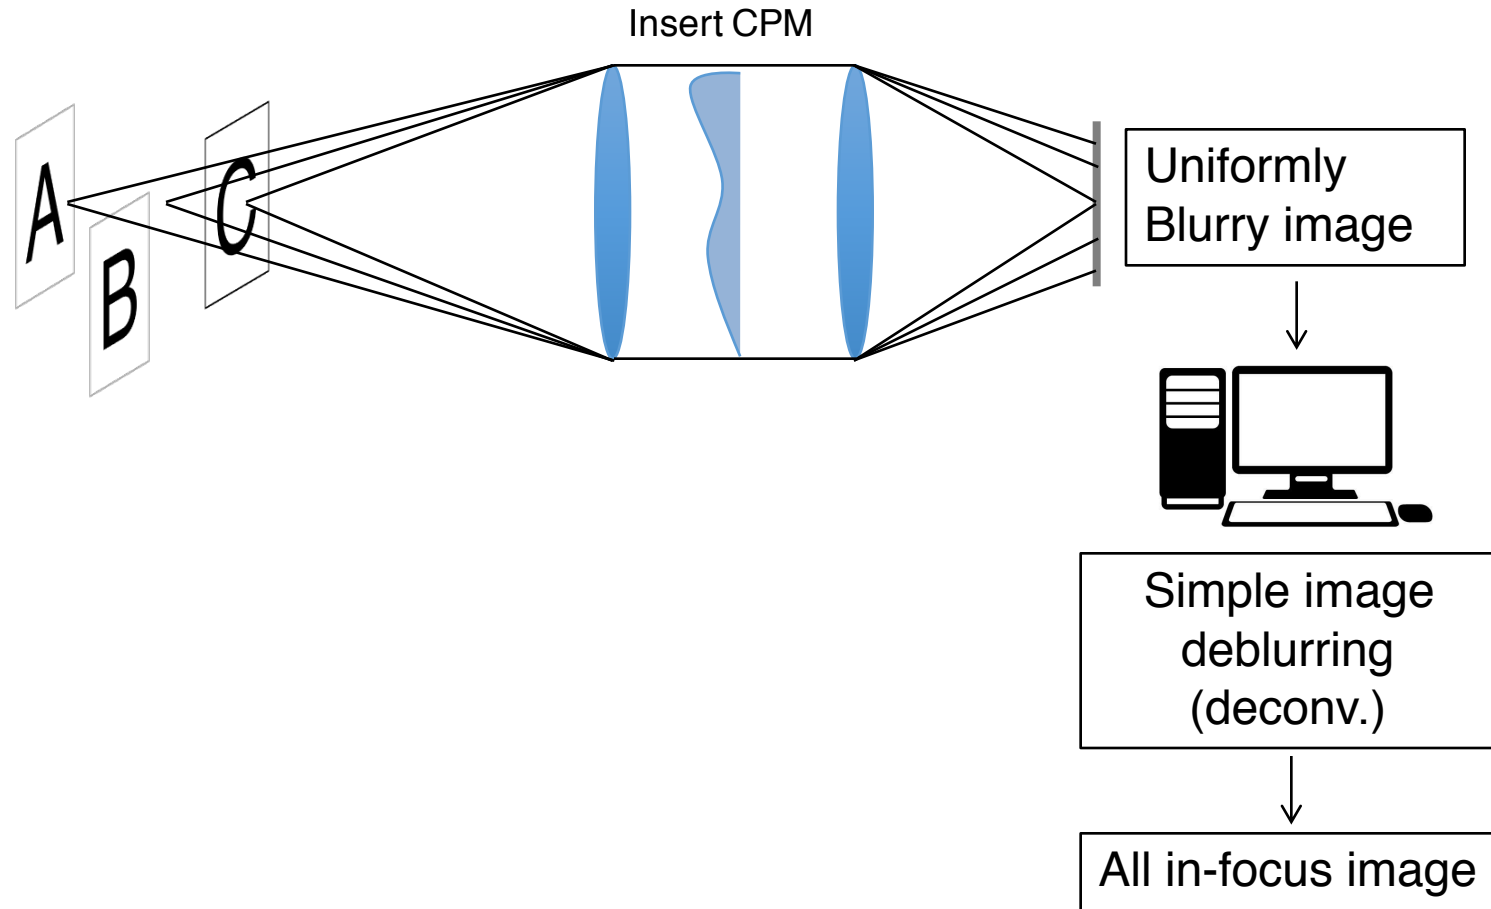 Insert CPM
A
B
C
Uniformly
Blurry image
Simple image
deblurring
(deconv.)
All in-focus image